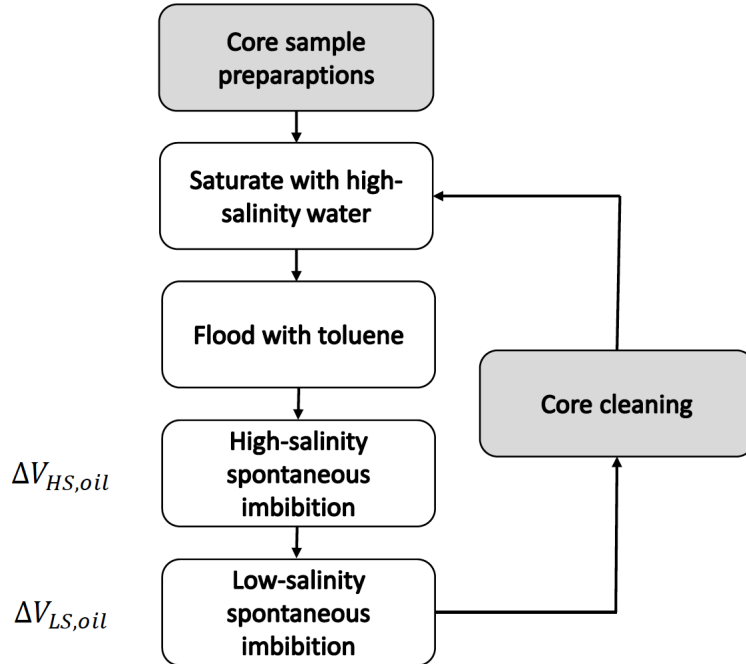 Core sample
preparaptions
Saturate with high-
salinity water
Flood with toluene
Core cleaning
High-salinity
spontaneous
imbibition
ΔV_{HS,oil}
Low-salinity
spontaneous
imbibition
ΔV_{LS,oil}